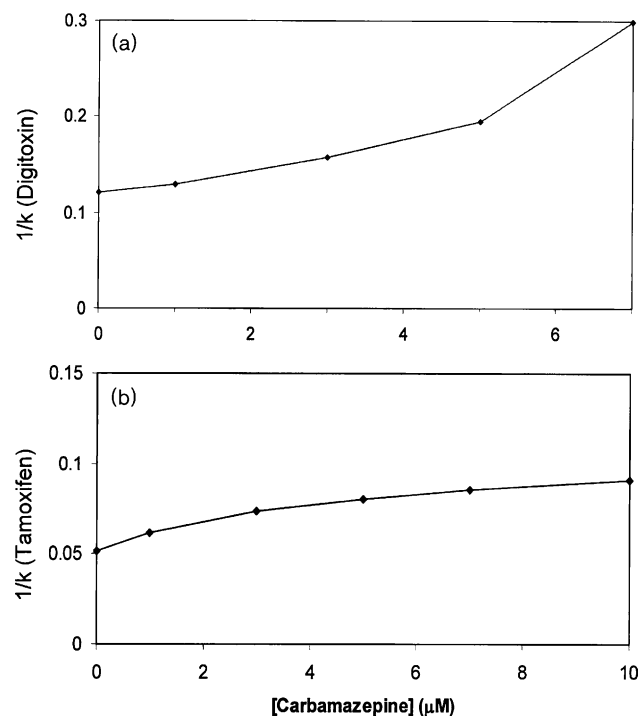 (a)
0.3
0.2
0.1
0
1/k (Digitoxin)
0 2 4 6
(b)
0.15
0.1
0.05
0
1/k (Tamoxifen)
0 2 4 6 8 10
[Carbamazepine] (μM)